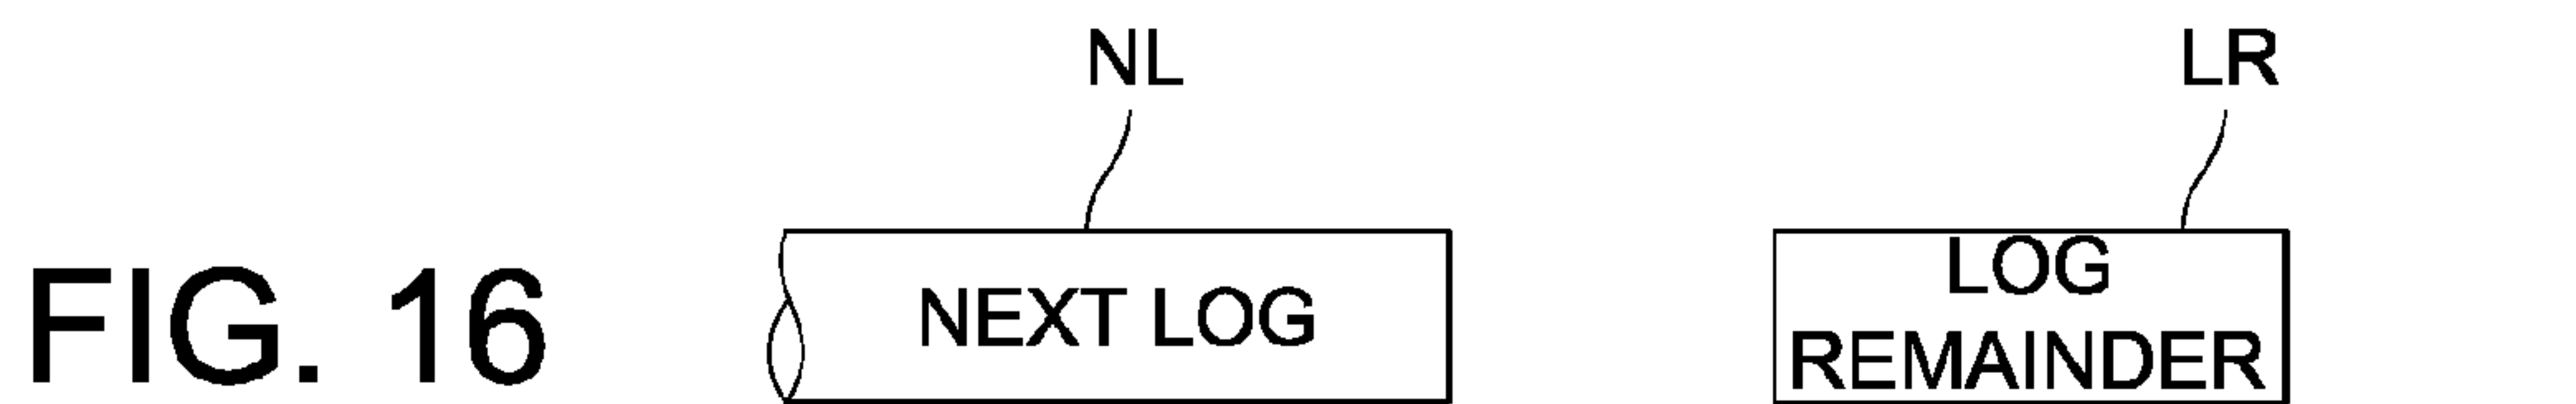 NL
LR
FIG. 16
NEXT LOG
LOG
REMAINDER